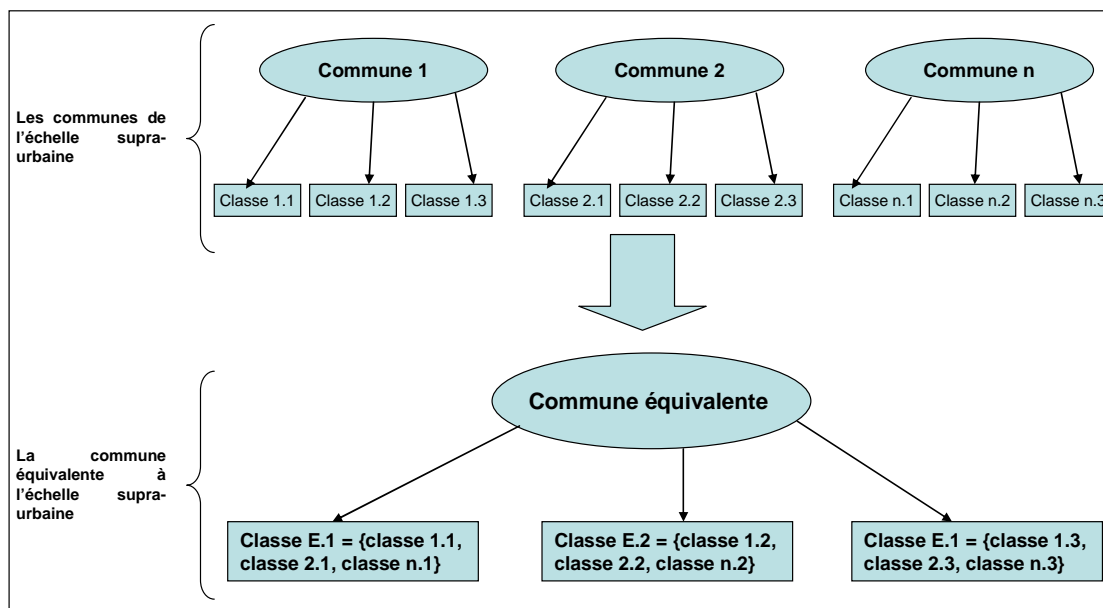 Commune 1
Commune 2
Commune n
Les communes de
l'échelle supra-
urbaine
Classe 1.1
Classe 1.2
Classe 1.3
Classe 2.1
Classe 2.2
Classe 2.3
Classe n.1
Classe n.2
Classe n.3
Commune équivalente
La commune
équivalente à
l'échelle supra-
urbaine
Classe E.1 = {classe 1.1,
classe 2.1, classe n.1}
Classe E.2 = {classe 1.2,
classe 2.2, classe n.2}
Classe E.1 = {classe 1.3,
classe 2.3, classe n.3}